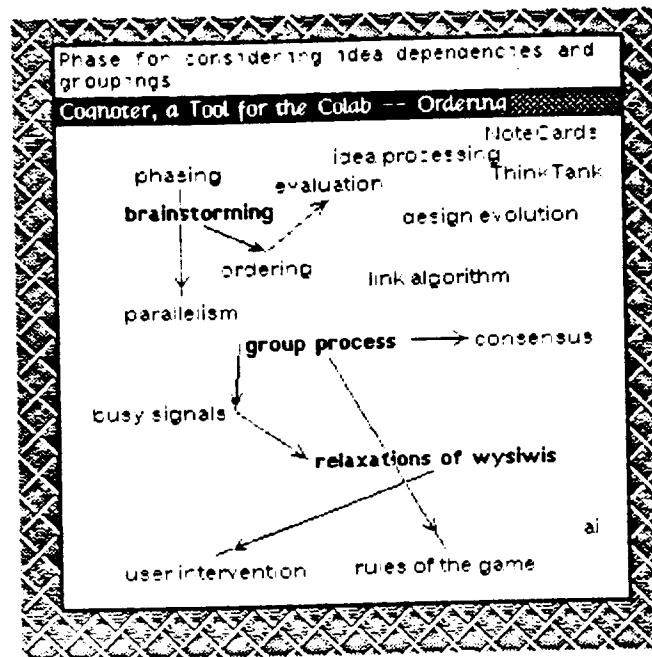 Phase for considering idea dependencies and
groupings
Cognoter, a Tool for the Colab -- Ordering
NoteCards
idea processing
phasing
evaluation
ThinkTank
brainstorming
design evolution
ordering
link algorithm
parallelism
group process
consensus
busy signals
relaxations of wysiwis
ai
user intervention
rules of the game